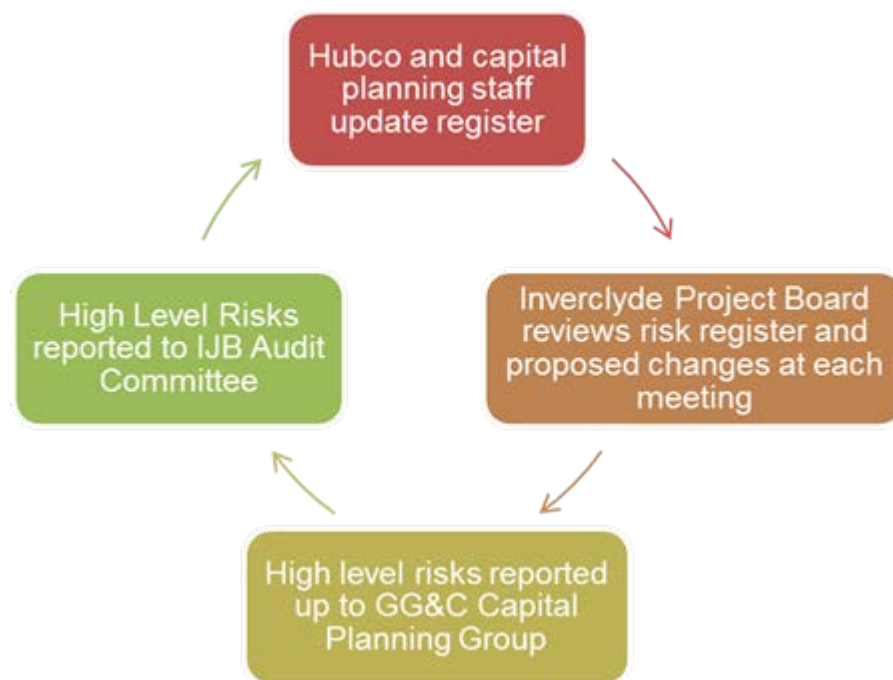 Hubco and capital
planning staff
update register
Inverclyde Project Board
reviews risk register and
proposed changes at each
meeting
High level risks reported
up to GG&C Capital
Planning Group
High Level Risks
reported to IJB Audit
Committee